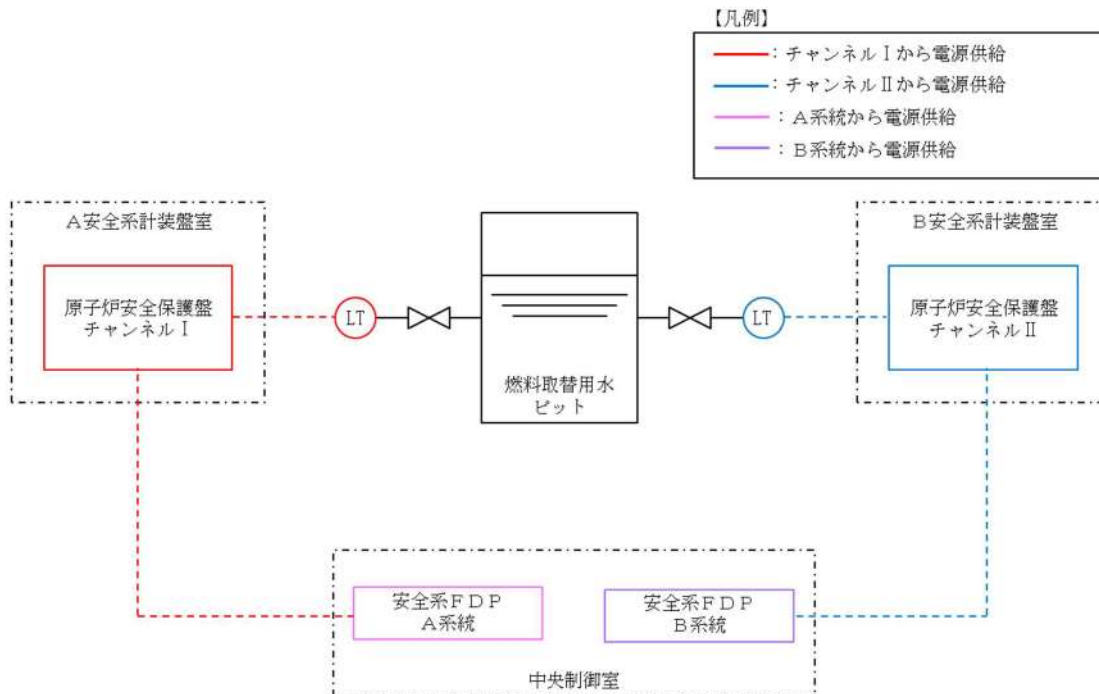 【凡例】
：チャンネルⅠから電源供給
：チャンネルⅡから電源供給
：Ａ系統から電源供給
：Ｂ系統から電源供給
Ａ安全系計装盤室
原子炉安全保護盤
チャンネルⅠ
LT
燃料取替用水
ピット
LT
Ｂ安全系計装盤室
原子炉安全保護盤
チャンネルⅡ
安全系ＦＤＰ
Ａ系統
安全系ＦＤＰ
Ｂ系統
中央制御室